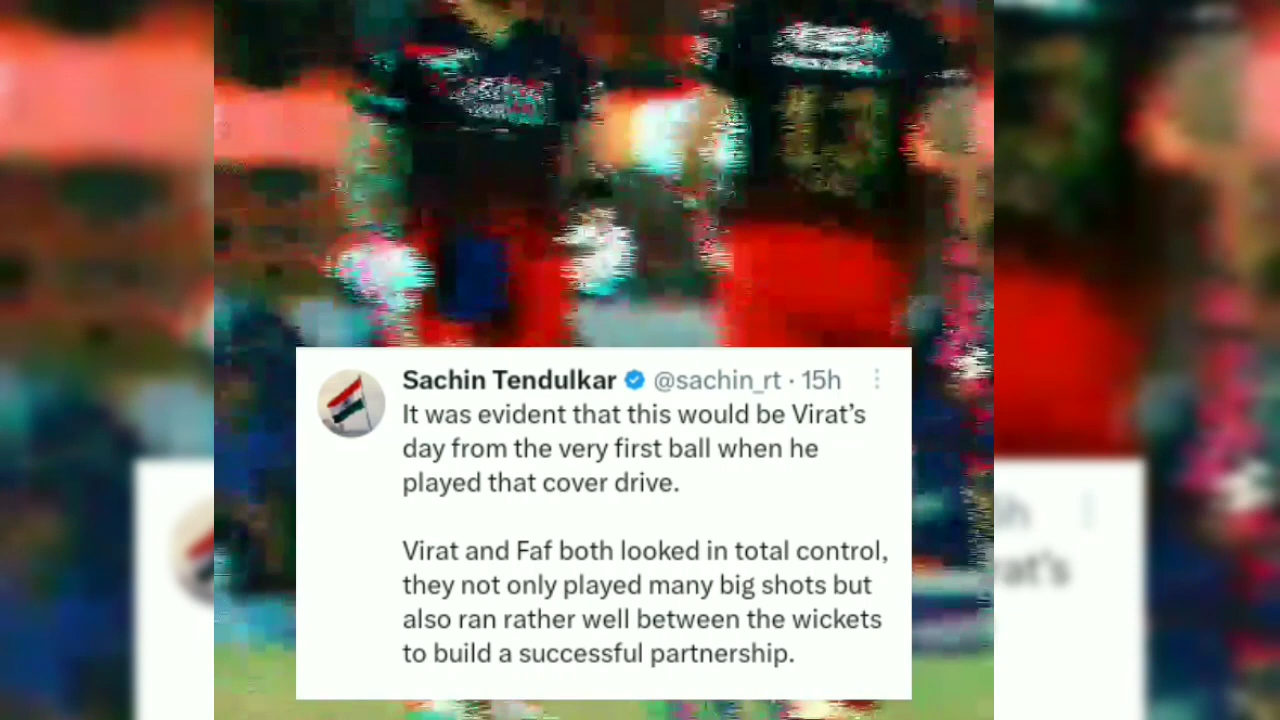 Sachin Tendulkar @sachin_rt · 15h
It was evident that this would be Virat’s
day from the very first ball when he
played that cover drive.
Virat and Faf both looked in total control,
they not only played many big shots but
also ran rather well between the wickets
to build a successful partnership.